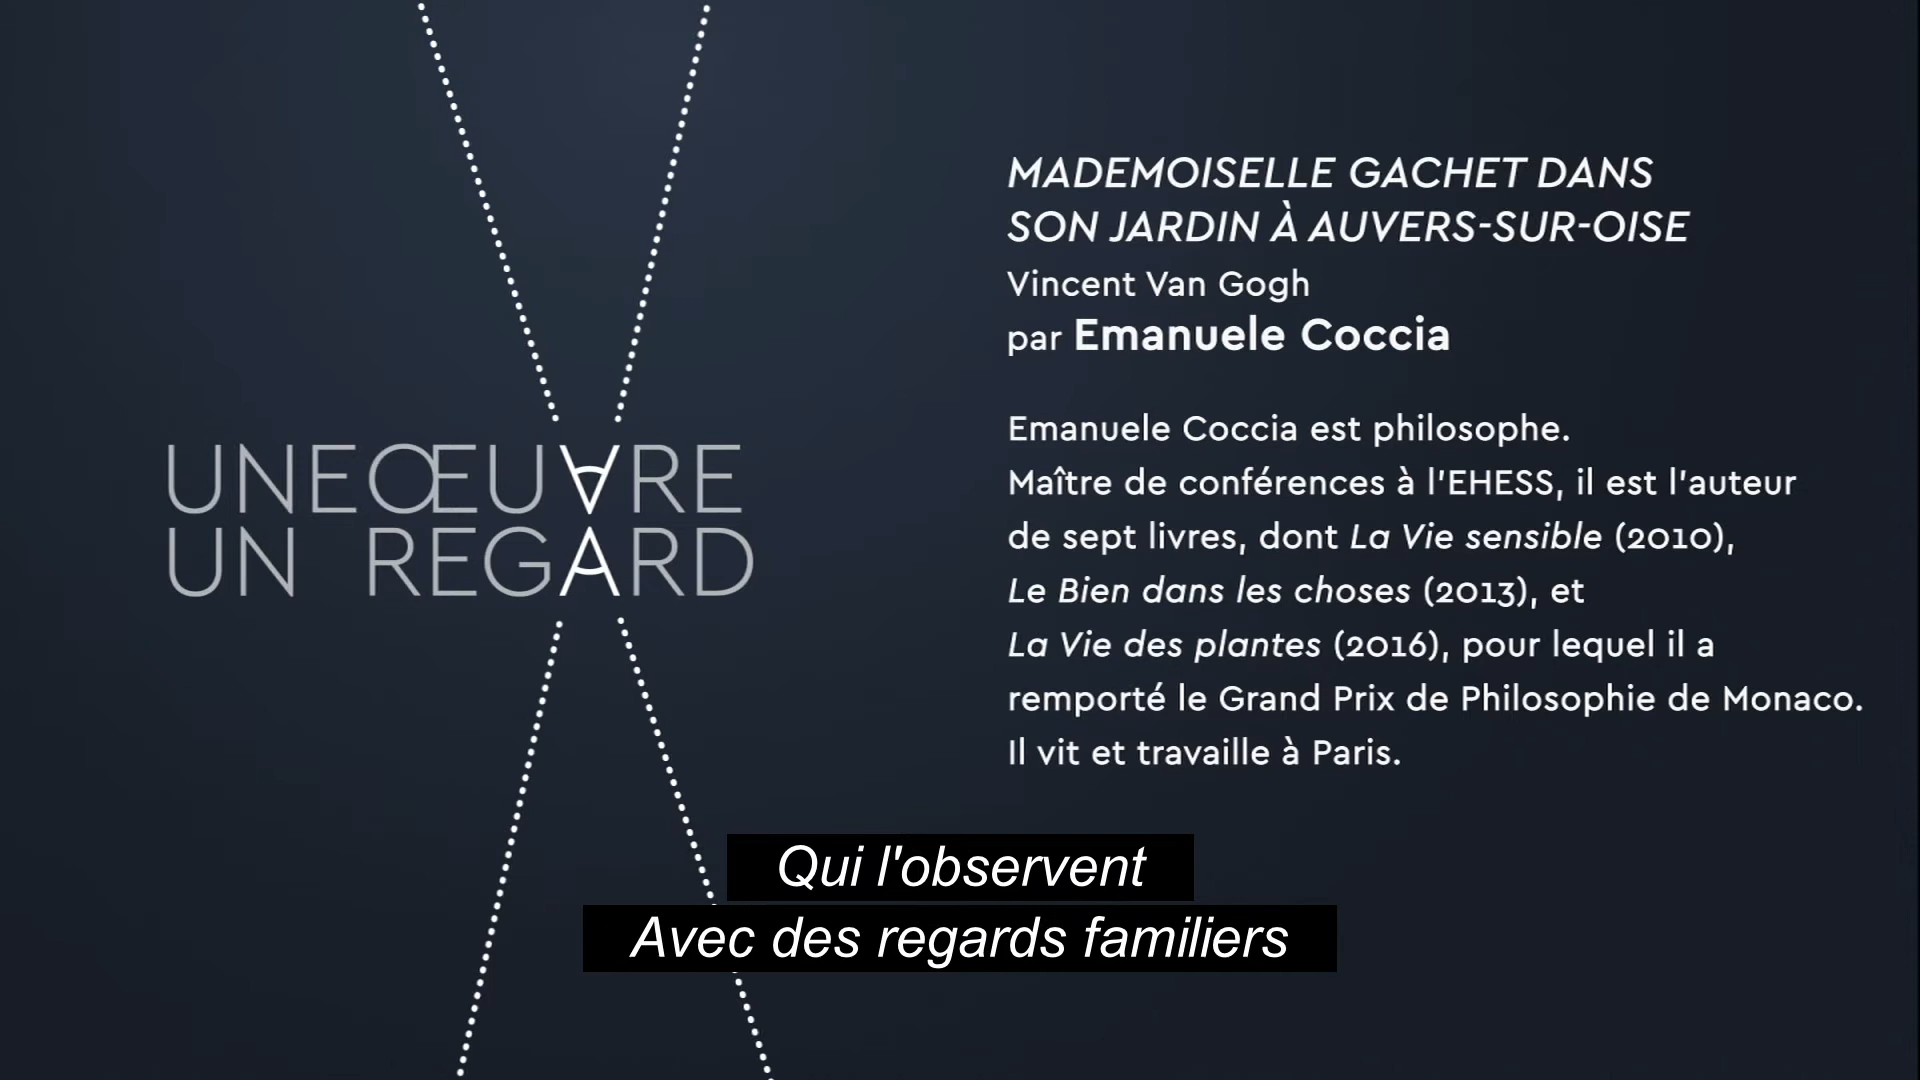 UNE ŒUVRE
UN REGARD
MADEMOISELLE GACHET DANS
SON JARDIN À AUVERS-SUR-OISE
Vincent Van Gogh
par Emanuele Coccia
Emanuele Coccia est philosophe.
Maître de conférences à l'EHESS, il est l'auteur
de sept livres, dont La Vie sensible (2010),
Le Bien dans les choses (2013), et
La Vie des plantes (2016), pour lequel il a
remporté le Grand Prix de Philosophie de Monaco.
Il vit et travaille à Paris.
Qui l'observent
Avec des regards familiers